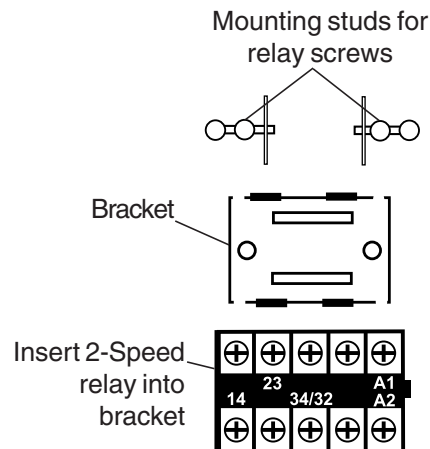 Mounting studs for
relay screws
Bracket
Insert 2-Speed
relay into
bracket
23 A1
14 34/32 A2